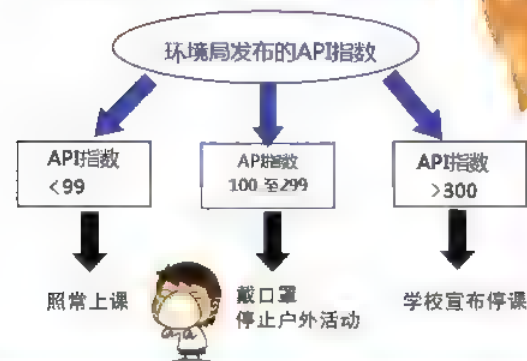 环境局发布的API指数
API指数
<99
API指数
100 至299
API指数
>300
照常上课
戴口罩
停止户外活动
学校宣布停课